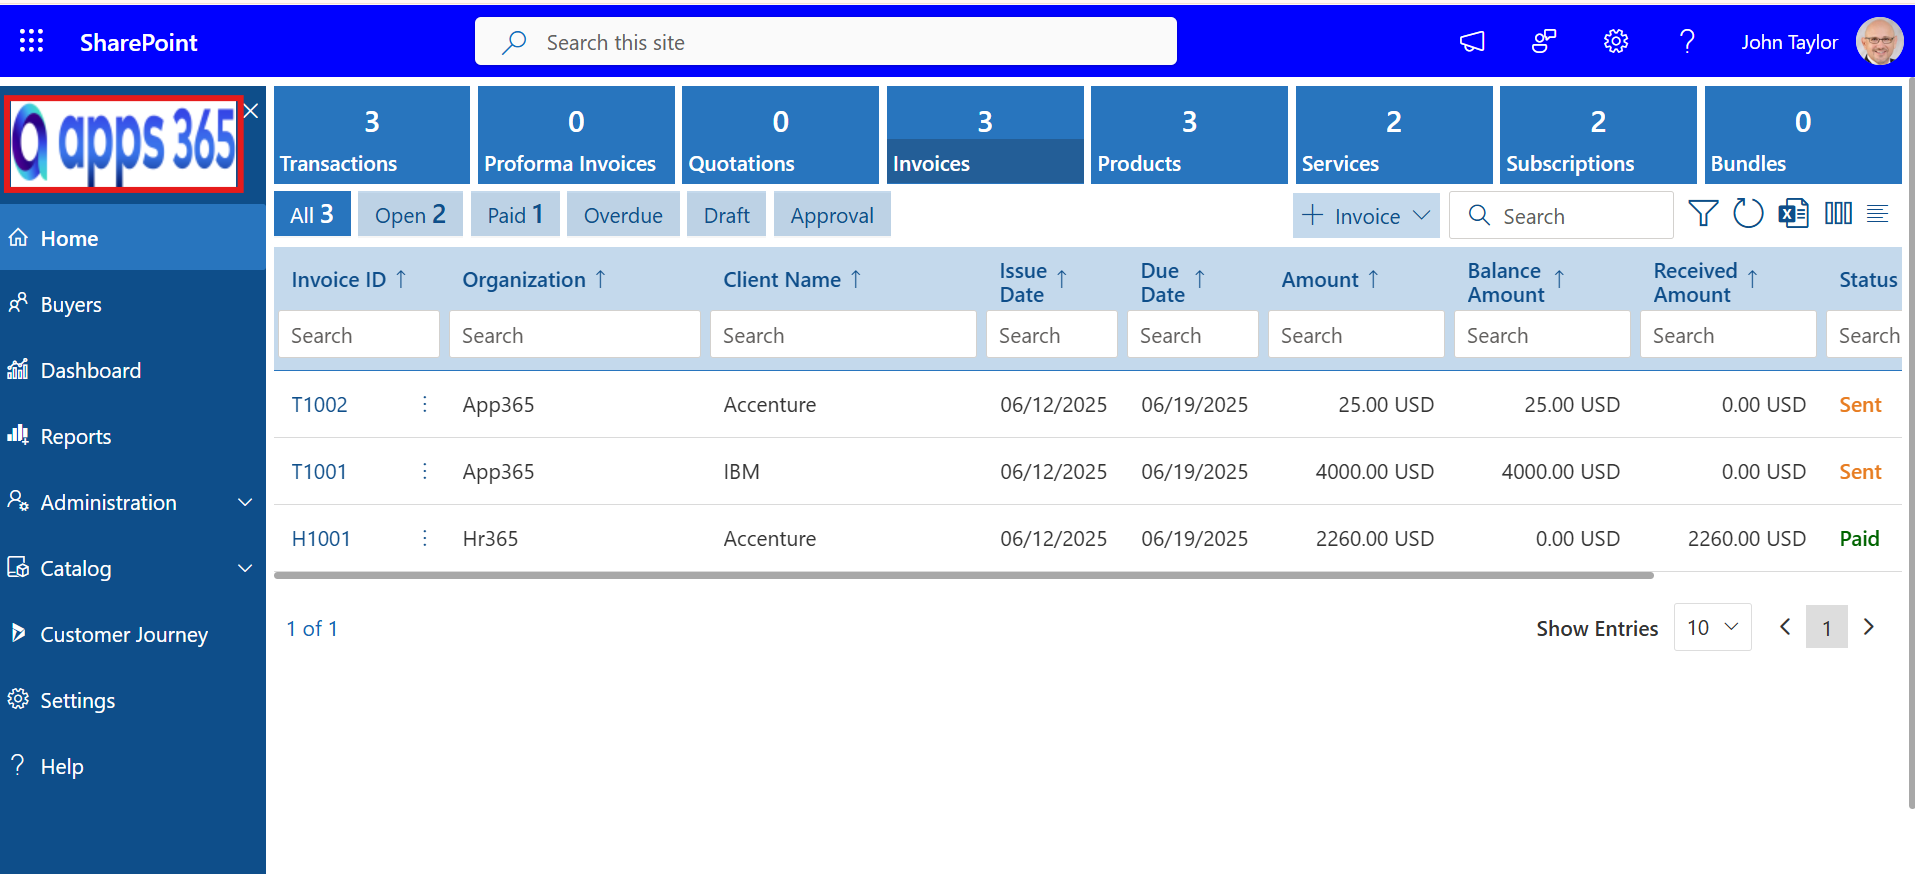 SharePoint
Search this site
John Taylor
apps 365
3
Transactions
0
Proforma Invoices
0
Quotations
3
Invoices
3
Products
2
Services
2
Subscriptions
0
Bundles
All 3
Open 2
Paid 1
Overdue
Draft
Approval
+ Invoice
Search
Home
Buyers
Dashboard
Reports
Administration
Catalog
Customer Journey
Settings
Help
Invoice ID ↑ Organization ↑ Client Name ↑ Issue Date ↑ Due Date ↑ Amount ↑ Balance Amount ↑ Received Amount ↑ Status
Search Search Search Search Search Search Search Search Search
T1002 App365 Accenture 06/12/2025 06/19/2025 25.00 USD 25.00 USD 0.00 USD Sent
T1001 App365 IBM 06/12/2025 06/19/2025 4000.00 USD 4000.00 USD 0.00 USD Sent
H1001 Hr365 Accenture 06/12/2025 06/19/2025 2260.00 USD 0.00 USD 2260.00 USD Paid
1 of 1
Show Entries 10 1